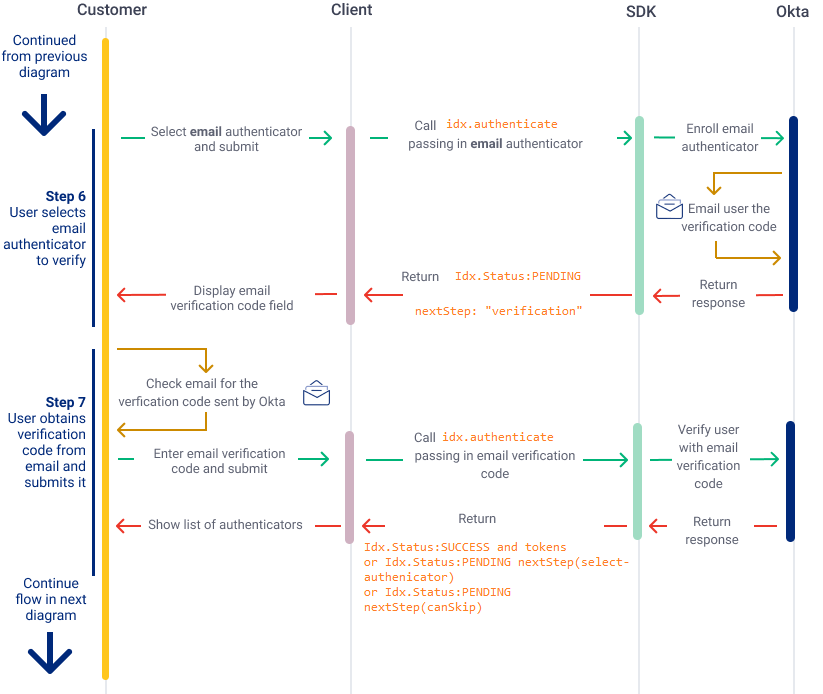 Customer
Client
SDK
Okta
Continued
from previous
diagram
Select email authenticator
and submit
Call idx.authenticate
passing in email authenticator
Enroll email
authenticator
Step 6
User selects
email
authenticator
to verify
Email user the
verification code
Return
response
Return Idx.Status:PENDING
nextStep: "verification"
Display email
verification code field
Step 7
User obtains
verification
code from
email and
submits it
Check email for the
verfication code sent by Okta
Enter email verification
code and submit
Call idx.authenticate
passing in email verification
code
Verify user
with email
verification
code
Return
response
Return
Idx.Status:SUCCESS and tokens
or Idx.Status:PENDING nextStep(select-
authenicator)
or Idx.Status:PENDING
nextStep(canSkip)
Show list of authenticators
Continue
flow in next
diagram